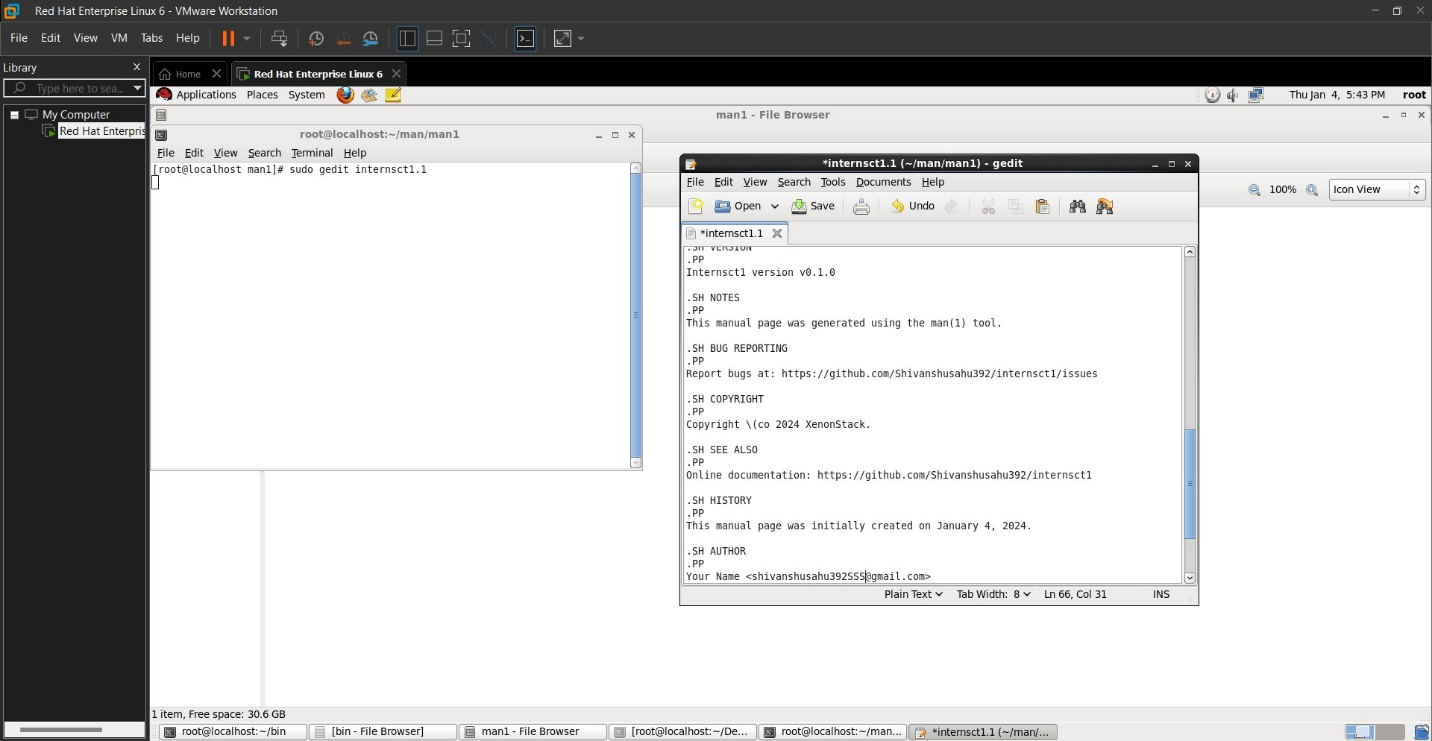 Red Hat Enterprise Linux 6 - VMware Workstation
File Edit View VM Tabs Help
Library
Type here to sea...
My Computer
Red Hat Enterpris
Home
Red Hat Enterprise Linux 6
Applications Places System
Thu Jan 4, 5:43 PM root
man1 - File Browser
root@localhost:~/man/man1
File Edit View Search Terminal Help
[root@localhost man1]# sudo gedit internsct1.1
100%
Icon View
*internsct1.1 (~/man/man1) - gedit
File Edit View Search Tools Documents Help
Open Save Undo
*internsct1.1
.SH VERSION
.PP
Internsct1 version v0.1.0
.SH NOTES
.PP
This manual page was generated using the man(1) tool.
.SH BUG REPORTING
.PP
Report bugs at: https://github.com/Shivanshusahu392/internsct1/issues
.SH COPYRIGHT
.PP
Copyright \(co 2024 XenonStack.
.SH SEE ALSO
.PP
Online documentation: https://github.com/Shivanshusahu392/internsct1
.SH HISTORY
.PP
This manual page was initially created on January 4, 2024.
.SH AUTHOR
.PP
Your Name <shivanshusahu392SSS@gmail.com>
Plain Text Tab Width: 8 Ln 66, Col 31 INS
1 item, Free space: 30.6 GB
root@localhost:~/bin
[bin - File Browser]
man1 - File Browser
[root@localhost:~/De...
root@localhost:~/man...
*internsct1.1 (~/man/...